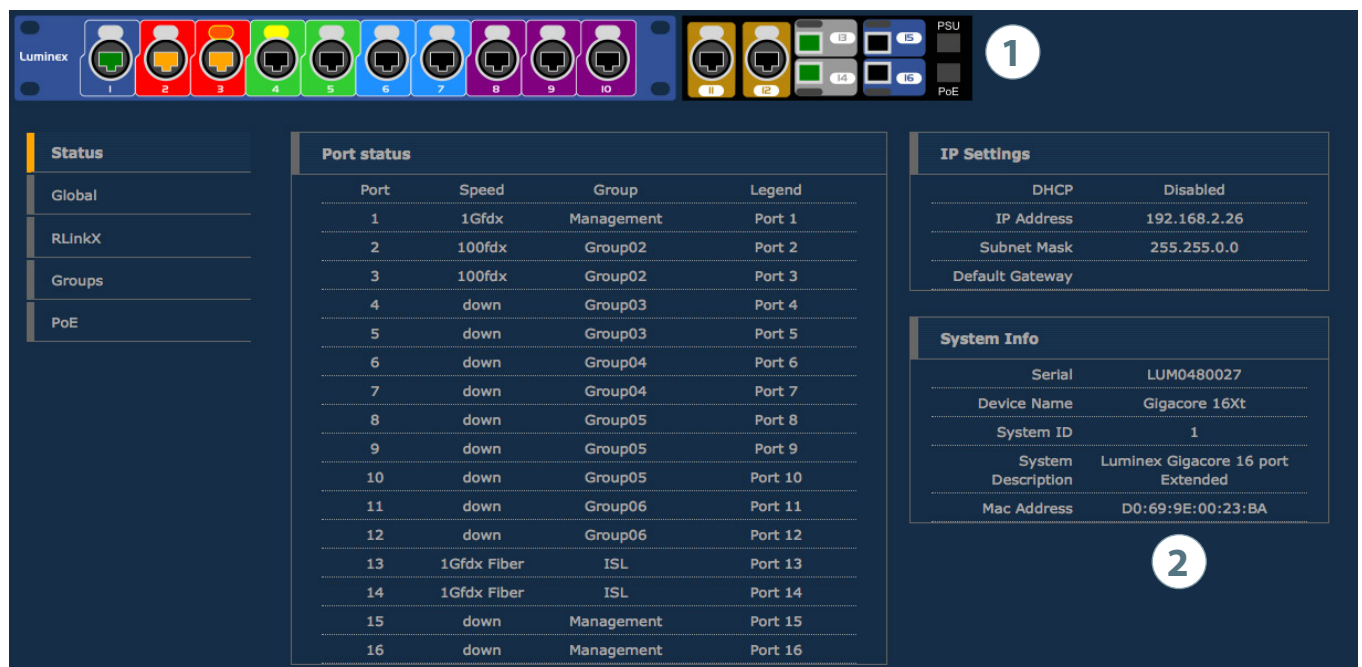 Luminex
1 2 3 4 5 6 7 8 9 10 11 12
13 15
14 16
PSU
PoE
1
Status
Global
RLinkX
Groups
PoE
Port status
Port Speed Group Legend
1 1Gfdx Management Port 1
2 100fdx Group02 Port 2
3 100fdx Group02 Port 3
4 down Group03 Port 4
5 down Group03 Port 5
6 down Group04 Port 6
7 down Group04 Port 7
8 down Group05 Port 8
9 down Group05 Port 9
10 down Group05 Port 10
11 down Group06 Port 11
12 down Group06 Port 12
13 1Gfdx Fiber ISL Port 13
14 1Gfdx Fiber ISL Port 14
15 down Management Port 15
16 down Management Port 16
IP Settings
DHCP Disabled
IP Address 192.168.2.26
Subnet Mask 255.255.0.0
Default Gateway
System Info
Serial LUM0480027
Device Name Gigacore 16Xt
System ID 1
System Luminex Gigacore 16 port
Description Extended
Mac Address D0:69:9E:00:23:BA
2